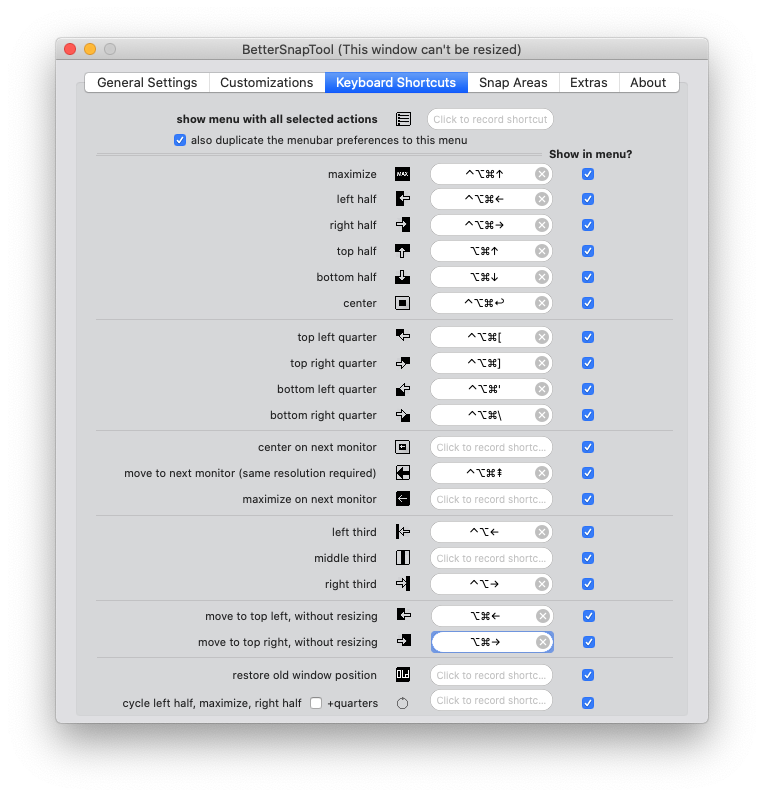 BetterSnapTool (This window can't be resized)
General Settings Customizations Keyboard Shortcuts Snap Areas Extras About
show menu with all selected actions Click to record shortcut
also duplicate the menubar preferences to this menu
Show in menu?
maximize MAX ⌃⌥⌘↑
left half ⌃⌥⌘←
right half ⌃⌥⌘→
top half ⌥⌘↑
bottom half ⌥⌘↓
center ⌃⌥⌘↩
top left quarter ⌃⌥⌘[
top right quarter ⌃⌥⌘]
bottom left quarter ⌃⌥⌘'
bottom right quarter ⌃⌥⌘\
center on next monitor Click to record shortc...
move to next monitor (same resolution required) ⌃⌥⌘⇞
maximize on next monitor Click to record shortc...
left third ⌃⌥←
middle third Click to record shortc...
right third ⌃⌥→
move to top left, without resizing ⌥⌘←
move to top right, without resizing ⌥⌘→
restore old window position Old Click to record shortc...
cycle left half, maximize, right half +quarters Click to record shortc...